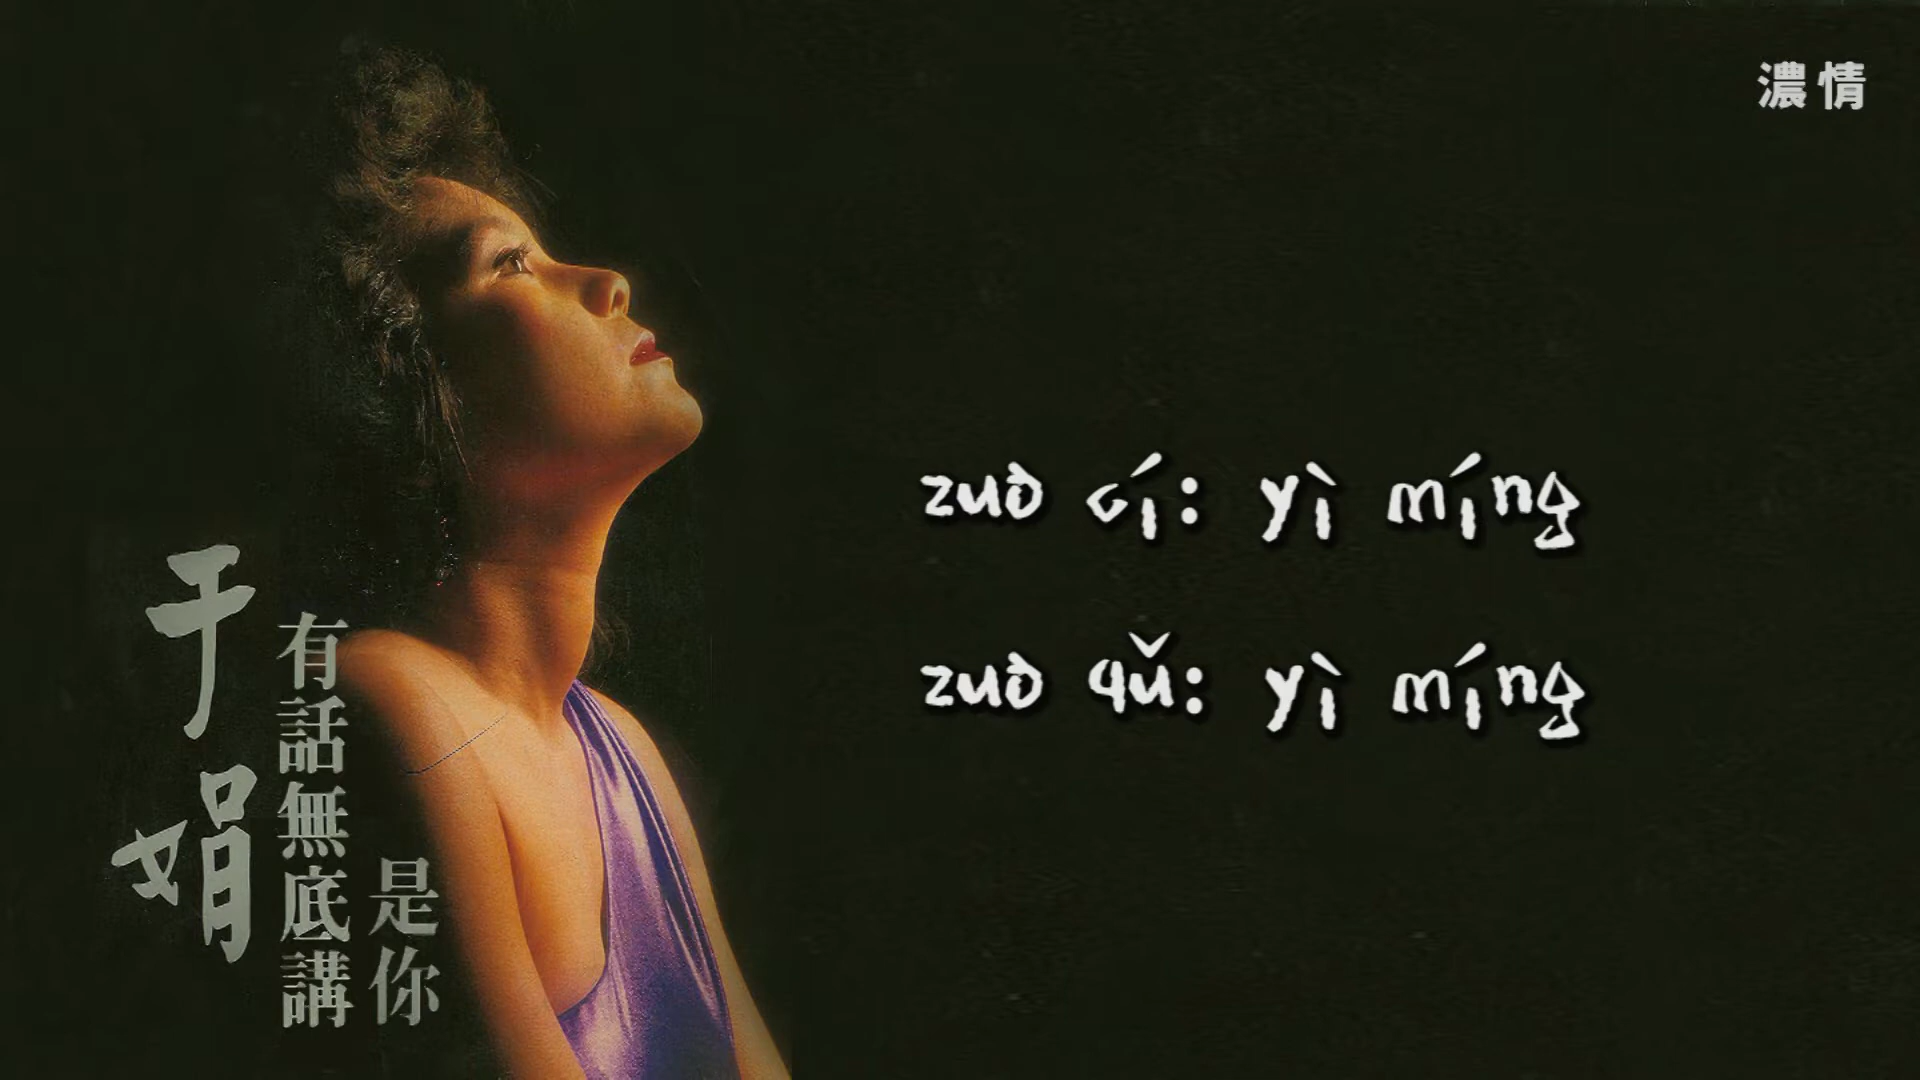 濃情
zuò cí: yì míng
zuò qǔ: yì míng
于娟
有話無底講
是你